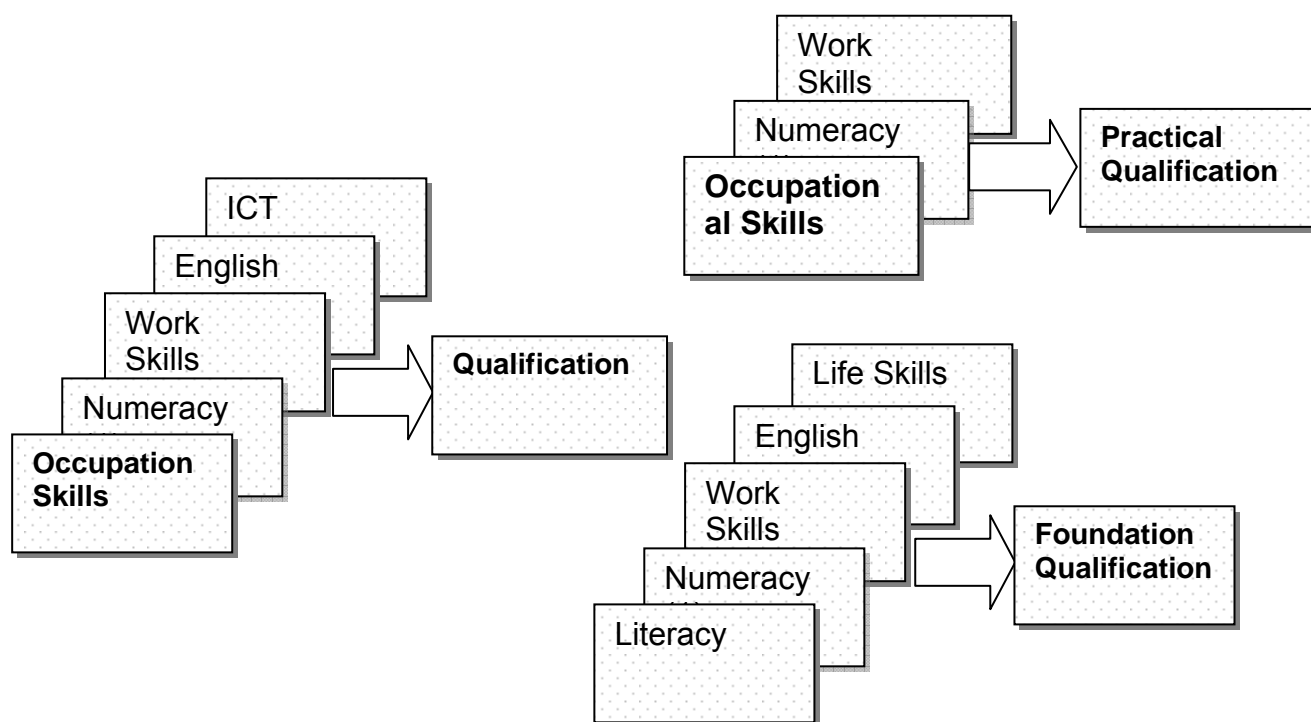 ICT
English
Work
Skills
Numeracy
Occupation
Skills
Qualification
Work
Skills
Numeracy
Occupation
al Skills
Practical
Qualification
Life Skills
English
Work
Skills
Numeracy
Literacy
Foundation
Qualification